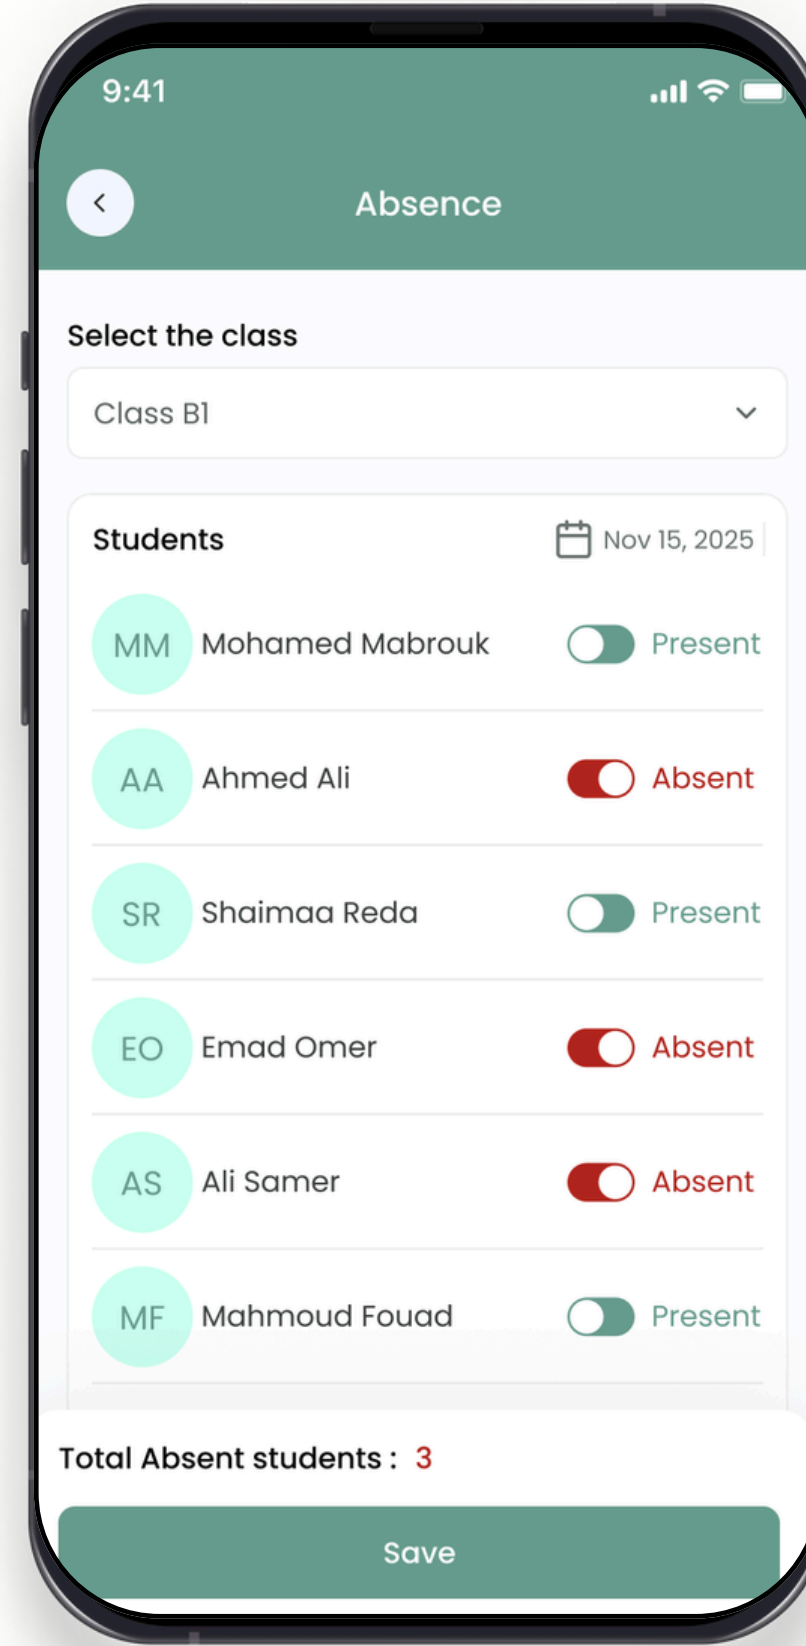 9:41
Absence
Select the class
Class B1
Students Nov 15, 2025
MM Mohamed Mabrouk Present
AA Ahmed Ali Absent
SR Shaimaa Reda Present
EO Emad Omer Absent
AS Ali Samer Absent
MF Mahmoud Fouad Present
Total Absent students : 3
Save